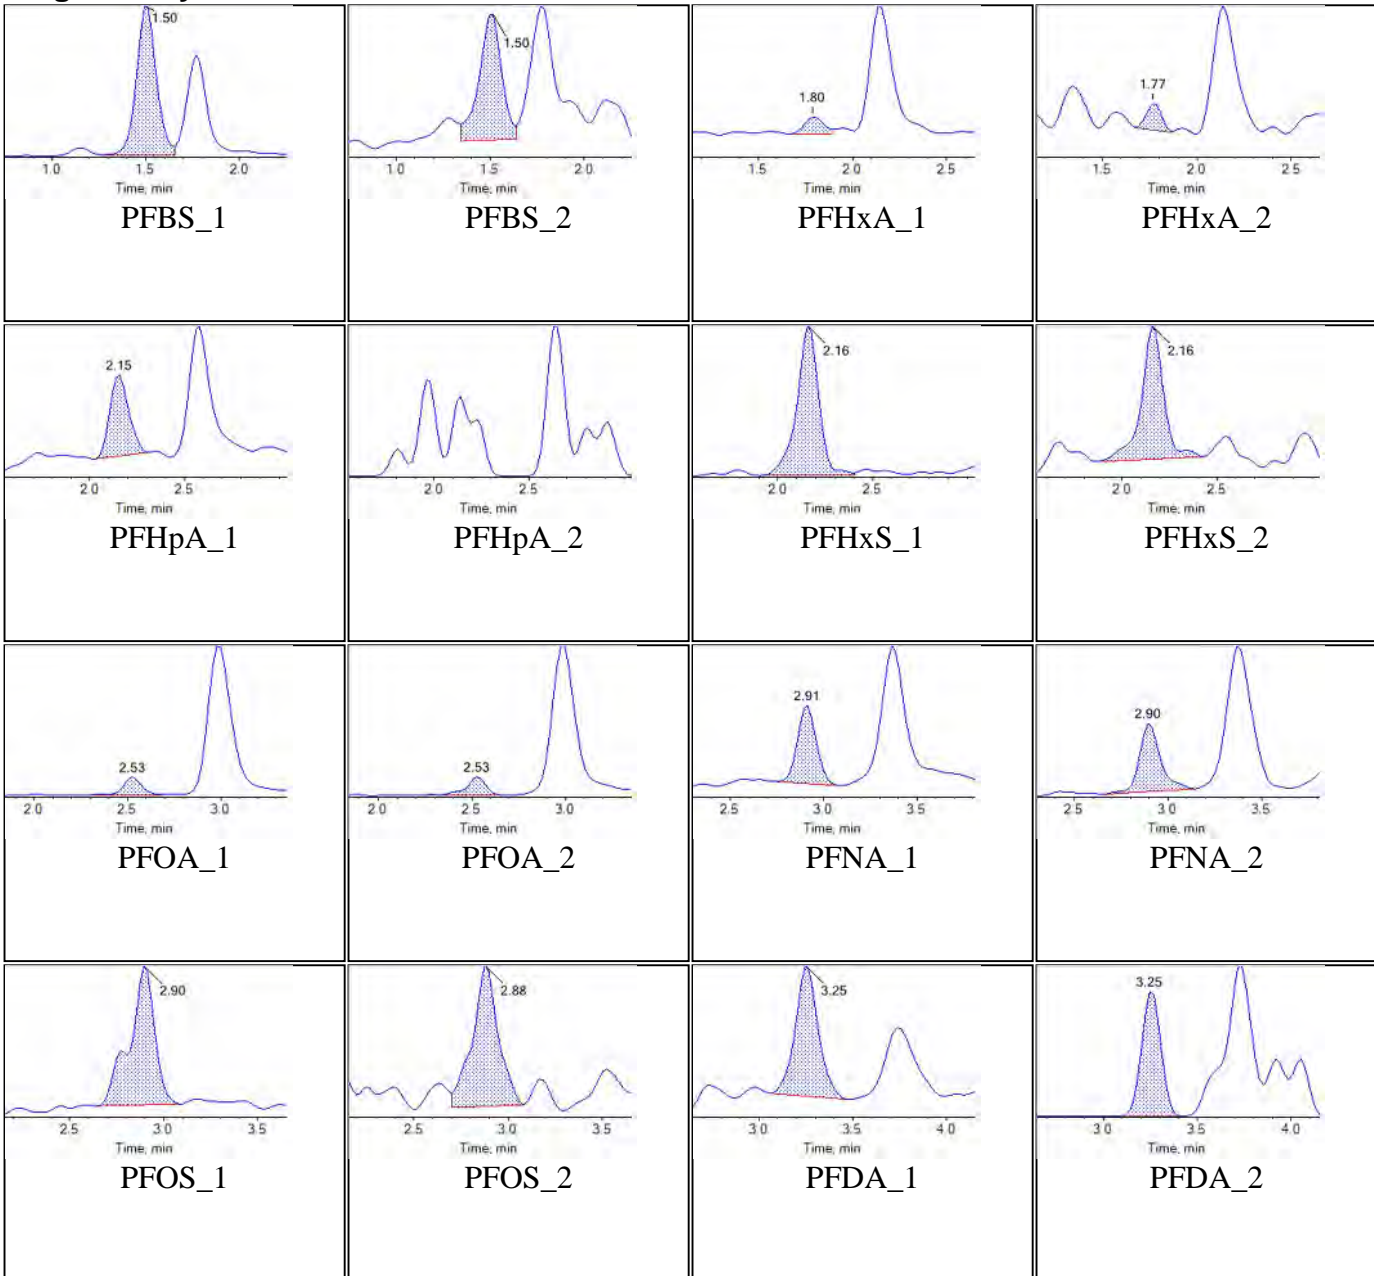 1.50
1.0 1.5 2.0
Time, min
PFBS_1
1.50
1.0 1.5 2.0
Time, min
PFBS_2
1.80
1.5 2.0 2.5
Time, min
PFHxA_1
1.77
1.5 2.0 2.5
Time, min
PFHxA_2
2.15
2.0 2.5
Time, min
PFHpA_1
2.0 2.5
Time, min
PFHpA_2
2.16
2.0 2.5
Time, min
PFHxS_1
2.16
2.0 2.5
Time, min
PFHxS_2
2.53
2.0 2.5 3.0
Time, min
PFOA_1
2.53
2.0 2.5 3.0
Time, min
PFOA_2
2.91
2.5 3.0 3.5
Time, min
PFNA_1
2.90
2.5 3.0 3.5
Time, min
PFNA_2
2.90
2.5 3.0 3.5
Time, min
PFOS_1
2.88
2.5 3.0 3.5
Time, min
PFOS_2
3.25
3.0 3.5 4.0
Time, min
PFDA_1
3.25
3.0 3.5 4.0
Time, min
PFDA_2